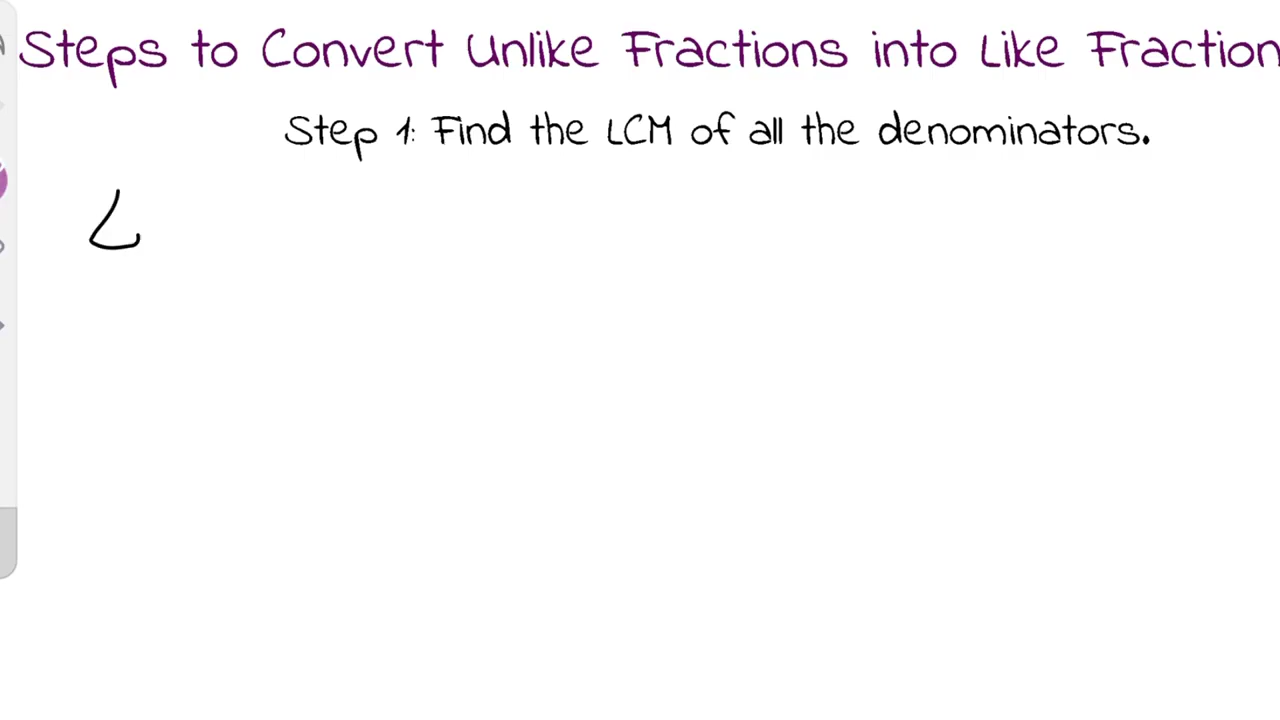 Steps to Convert Unlike Fractions into Like Fraction
Step 1: Find the LCM of all the denominators.
L